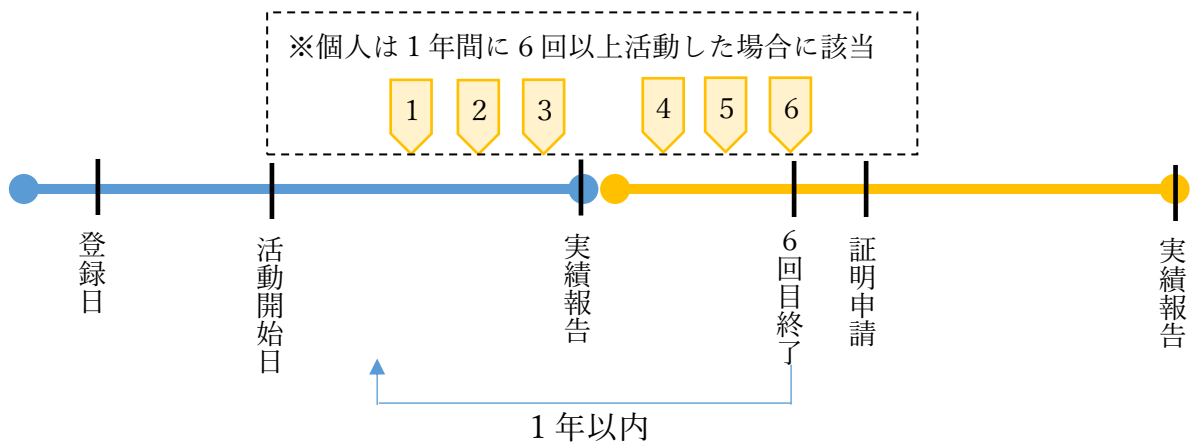 ※個人は1年間に6回以上活動した場合に該当
1
2
3
4
5
6
登録日
活動開始日
実績報告
6回目終了
証明申請
実績報告
1年以内